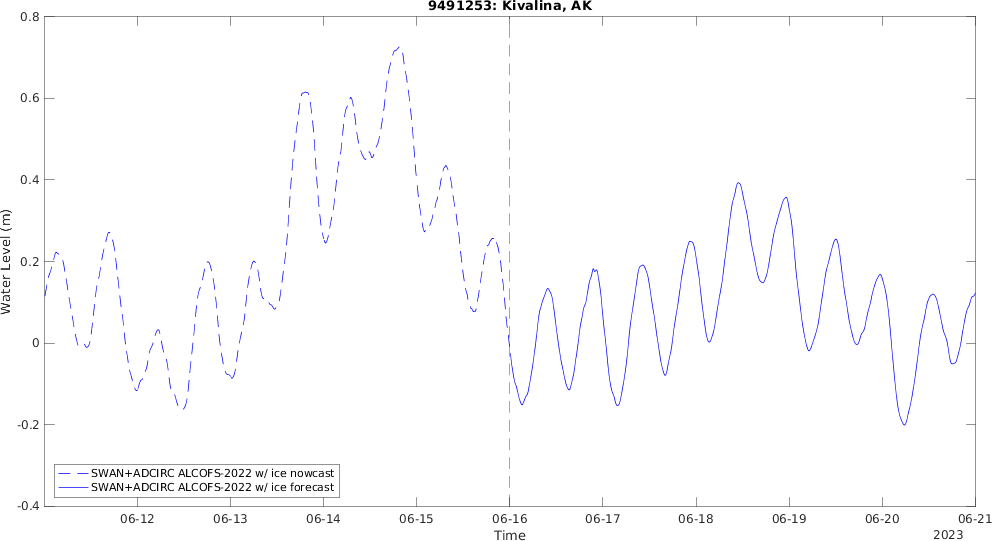 9491253: Kivalina, AK
0.8
0.6
0.4
0.2
0
-0.2
-0.4
Water Level (m)
SWAN+ADCIRC ALCOFS-2022 w/ ice nowcast
SWAN+ADCIRC ALCOFS-2022 w/ ice forecast
06-12 06-13 06-14 06-15 06-16 06-17 06-18 06-19 06-20 06-21
Time
2023